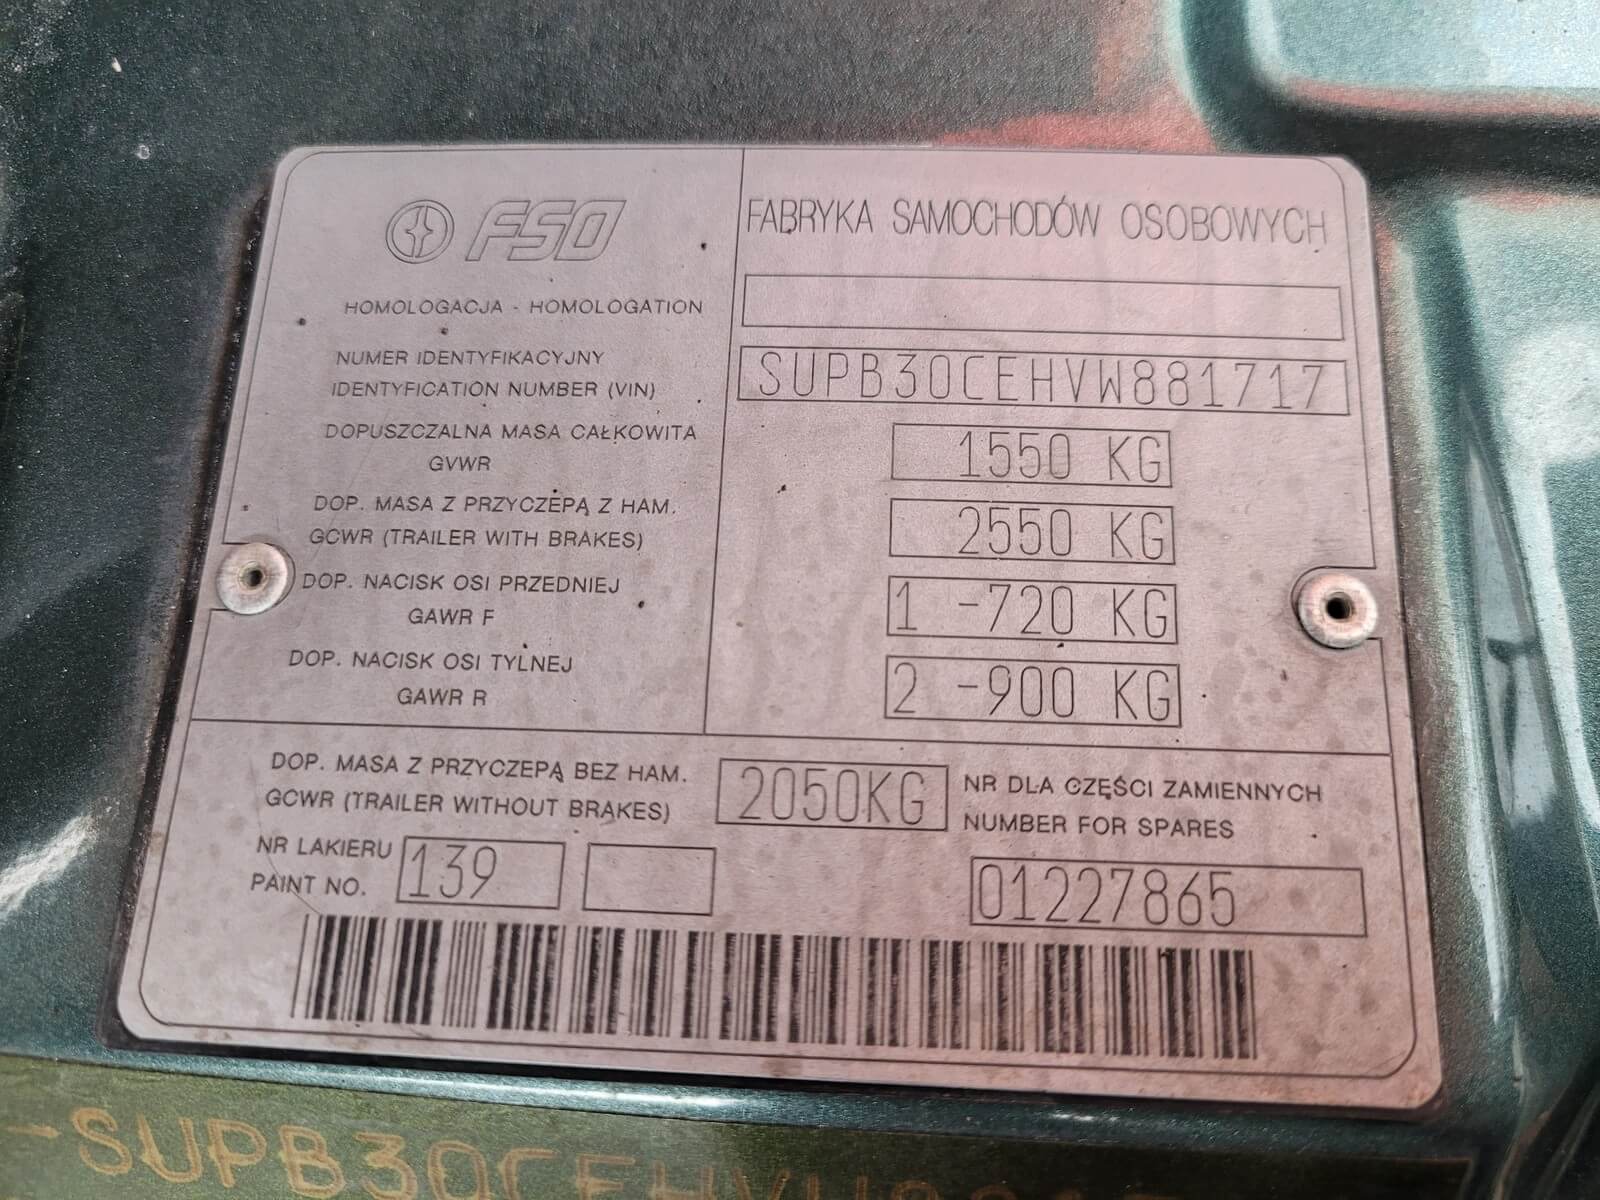 FSO
FABRYKA SAMOCHODÓW OSOBOWYCH
HOMOLOGACJA - HOMOLOGATION
NUMER IDENTYFIKACYJNY
IDENTYFICATION NUMBER (VIN)
SUPB30CEHVW881717
DOPUSZCZALNA MASA CAŁKOWITA
GVWR
1550 KG
DOP. MASA Z PRZYCZEPĄ Z HAM.
GCWR (TRAILER WITH BRAKES)
2550 KG
DOP. NACISK OSI PRZEDNIEJ
GAWR F
1 -720 KG
DOP. NACISK OSI TYLNEJ
GAWR R
2 -900 KG
DOP. MASA Z PRZYCZEPĄ BEZ HAM.
GCWR (TRAILER WITHOUT BRAKES)
2050KG
NR DLA CZĘŚCI ZAMIENNYCH
NUMBER FOR SPARES
01227865
NR LAKIERU
PAINT NO.
139
-SUPB30CEHVW8817